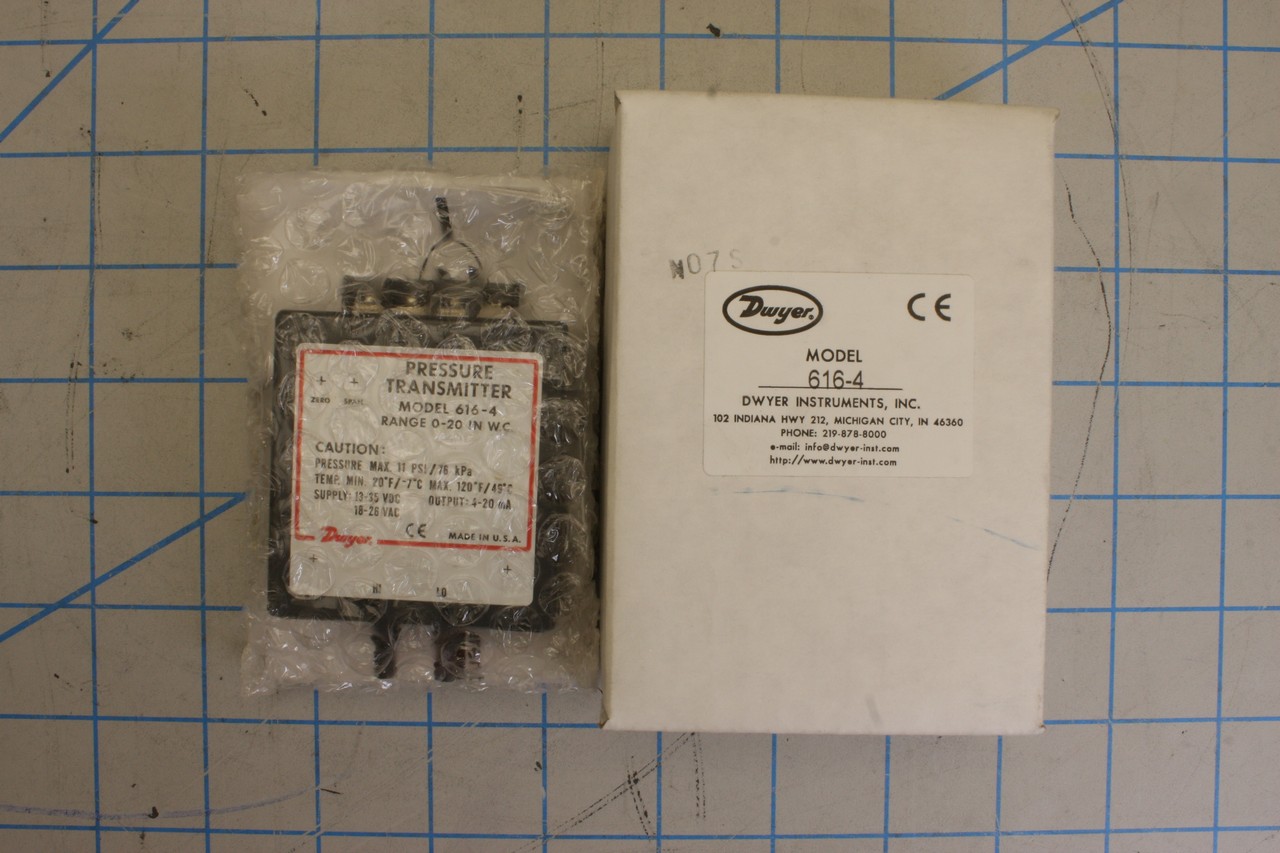 PRESSURE
TRANSMITTER
MODEL 616-4
RANGE 0-20 IN W.C.
ZERO SPAN
CAUTION:
PRESSURE MAX. 11 PSI/76 kPa
TEMP. MIN. 20°F/-7°C MAX. 120°F/49°C
SUPPLY: 13-35 VDC OUTPUT: 4-20 mA
18-28 VAC
Dwyer CE MADE IN U.S.A.
HI LO
N07S
Dwyer® CE
MODEL
616-4
DWYER INSTRUMENTS, INC.
102 INDIANA HWY 212, MICHIGAN CITY, IN 46360
PHONE: 219-878-8000
e-mail: info@dwyer-inst.com
http://www.dwyer-inst.com